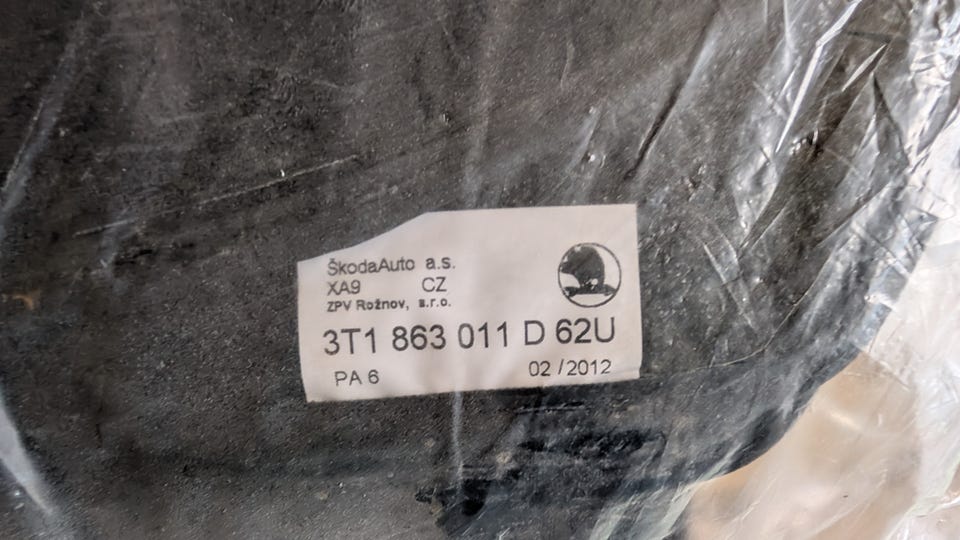 ŠkodaAuto a.s.
XA9 CZ
ZPV Rožnov, s.r.o.
3T1 863 011 D 62U
PA 6 02/2012